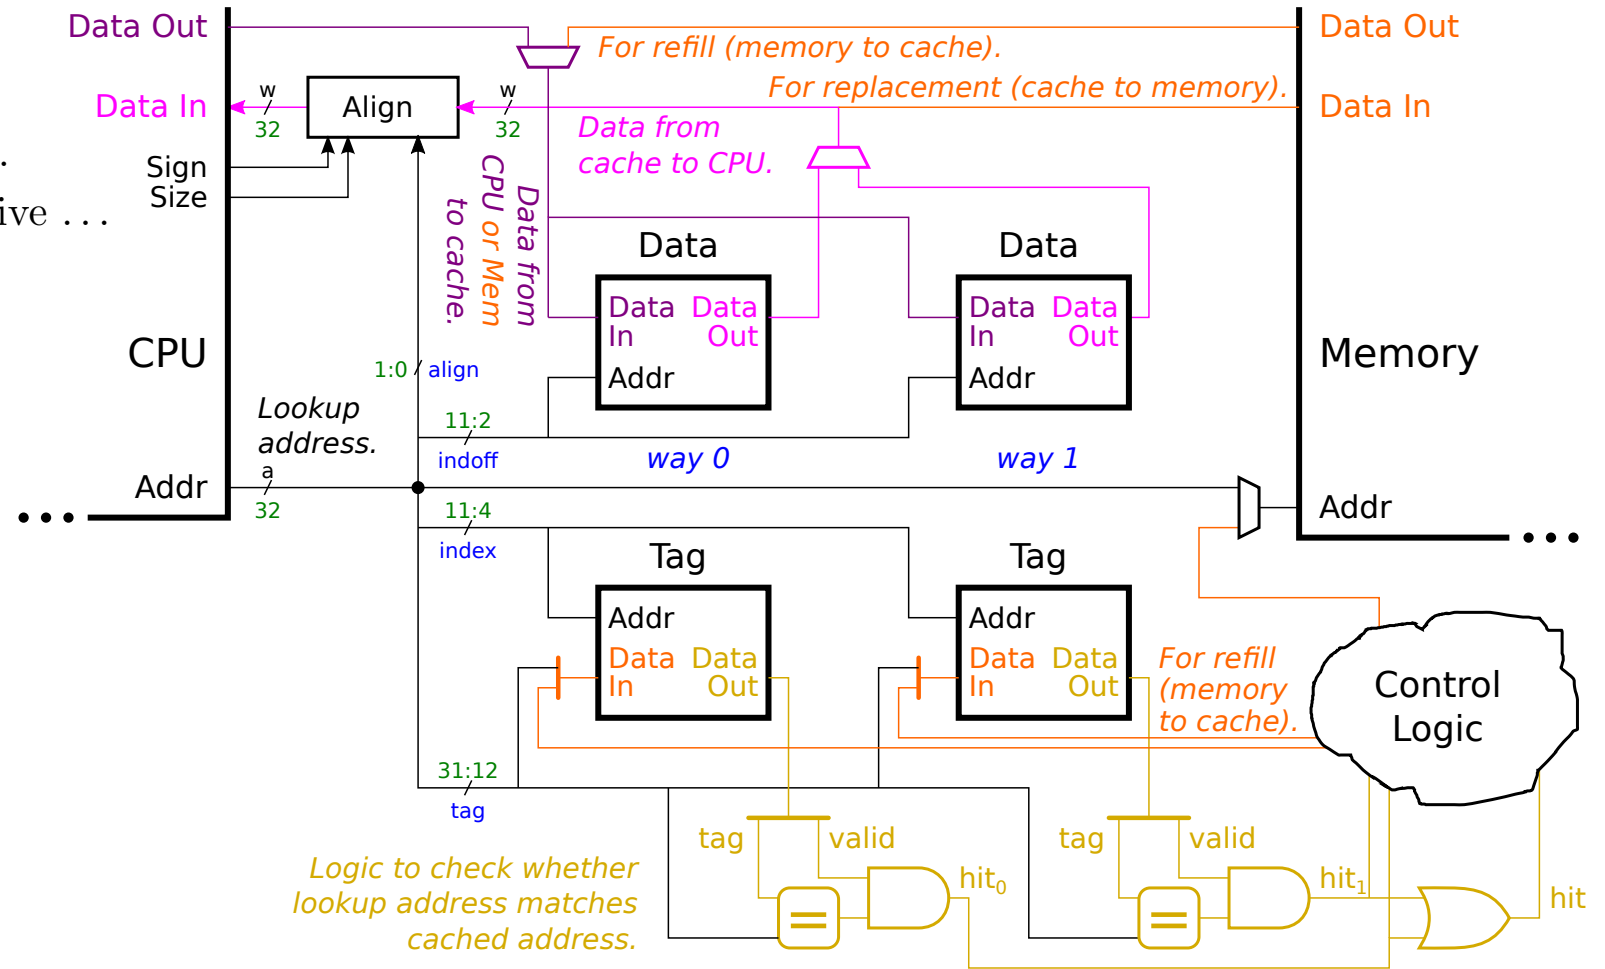 Data Out
For refill (memory to cache).
Data Out
For replacement (cache to memory).
Data In
w
32
Align
w
32
Data In
Data from
cache to CPU.
.
Sign
Size
ive ...
Data from
CPU or Mem
to cache.
Data
Data
Data In
Data Out
Addr
Data In
Data Out
Addr
CPU
Memory
1:0
align
Lookup
address.
11:2
indoff
way 0
way 1
a
32
Addr
Addr
11:4
index
...
...
Tag
Tag
Addr
Data In
Data Out
Addr
Data In
Data Out
For refill
(memory
to cache).
Control
Logic
31:12
tag
tag
valid
tag
valid
Logic to check whether
lookup address matches
cached address.
=
hit0
=
hit1
hit